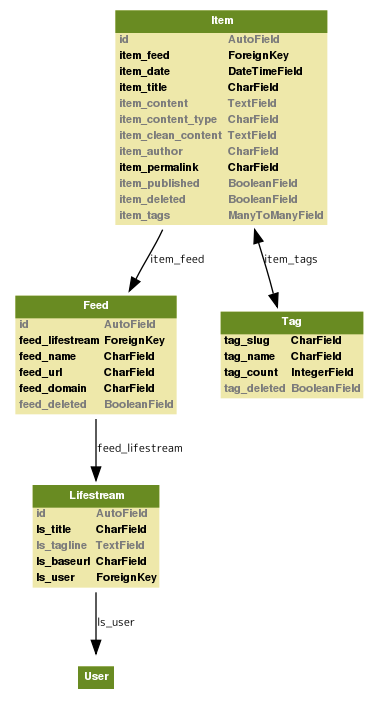 Item
id AutoField
item_feed ForeignKey
item_date DateTimeField
item_title CharField
item_content TextField
item_content_type CharField
item_clean_content TextField
item_author CharField
item_permalink CharField
item_published BooleanField
item_deleted BooleanField
item_tags ManyToManyField
item_feed
item_tags
Feed
id AutoField
feed_lifestream ForeignKey
feed_name CharField
feed_url CharField
feed_domain CharField
feed_deleted BooleanField
Tag
tag_slug CharField
tag_name CharField
tag_count IntegerField
tag_deleted BooleanField
feed_lifestream
Lifestream
id AutoField
ls_title CharField
ls_tagline TextField
ls_baseurl CharField
ls_user ForeignKey
ls_user
User